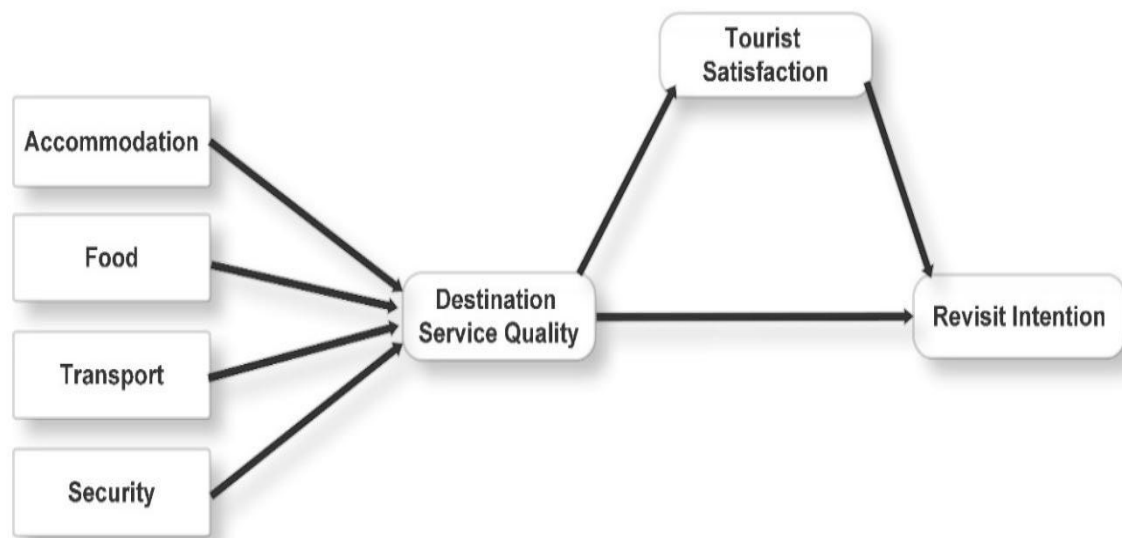 Tourist
Satisfaction
Accommodation
Food
Destination
Service Quality
Revisit Intention
Transport
Security